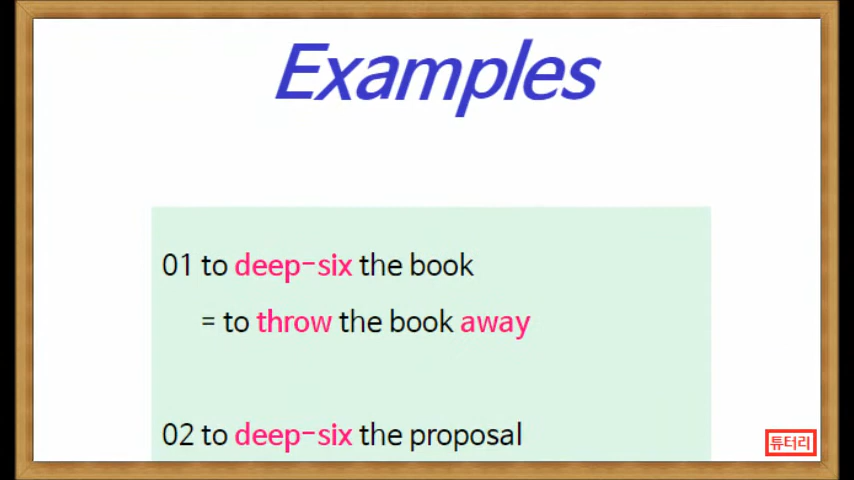 Examples
01 to deep-six the book
= to throw the book away
02 to deep-six the proposal
튜터리